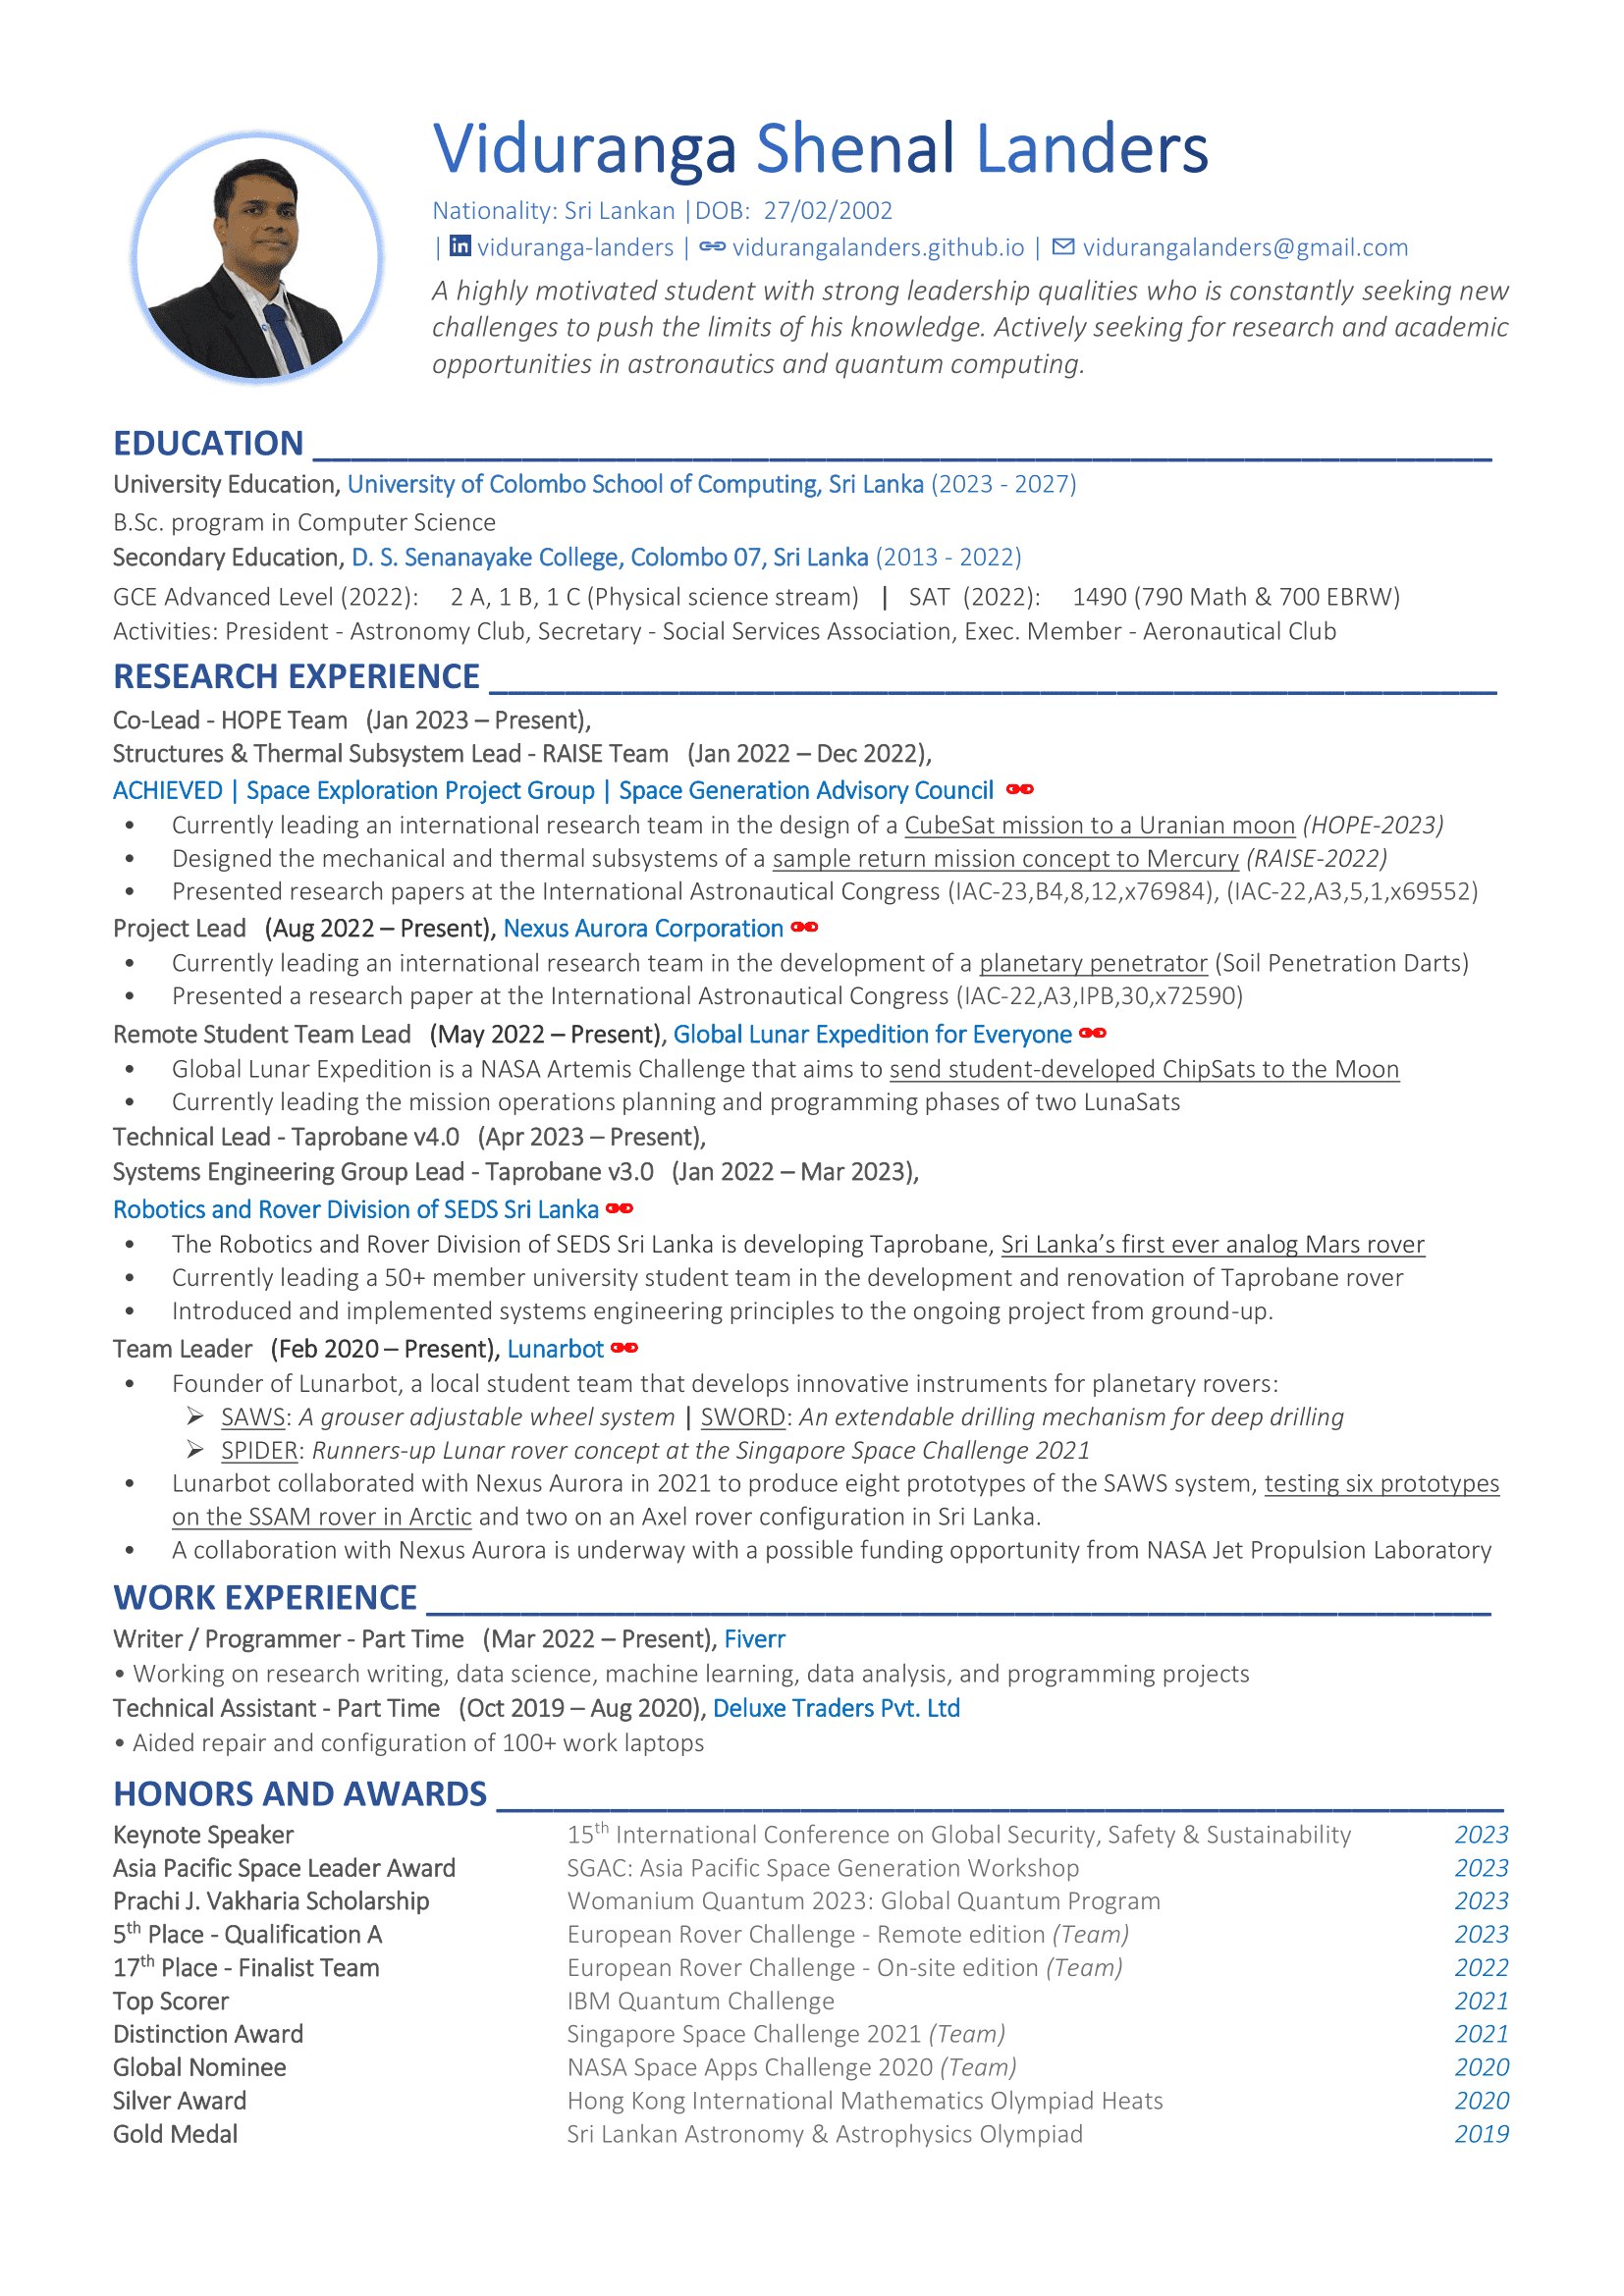 Viduranga Shenal Landers
Nationality: Sri Lankan |DOB: 27/02/2002
| in viduranga-landers | vidurangalanders.github.io | vidurangalanders@gmail.com
A highly motivated student with strong leadership qualities who is constantly seeking new
challenges to push the limits of his knowledge. Actively seeking for research and academic
opportunities in astronautics and quantum computing.
EDUCATION
University Education, University of Colombo School of Computing, Sri Lanka (2023 - 2027)
B.Sc. program in Computer Science
Secondary Education, D. S. Senanayake College, Colombo 07, Sri Lanka (2013 - 2022)
GCE Advanced Level (2022): 2 A, 1 B, 1 C (Physical science stream) | SAT (2022): 1490 (790 Math & 700 EBRW)
Activities: President - Astronomy Club, Secretary - Social Services Association, Exec. Member - Aeronautical Club
RESEARCH EXPERIENCE
Co-Lead - HOPE Team (Jan 2023 – Present),
Structures & Thermal Subsystem Lead - RAISE Team (Jan 2022 – Dec 2022),
ACHIEVED | Space Exploration Project Group | Space Generation Advisory Council
• Currently leading an international research team in the design of a CubeSat mission to a Uranian moon (HOPE-2023)
• Designed the mechanical and thermal subsystems of a sample return mission concept to Mercury (RAISE-2022)
• Presented research papers at the International Astronautical Congress (IAC-23,B4,8,12,x76984), (IAC-22,A3,5,1,x69552)
Project Lead (Aug 2022 – Present), Nexus Aurora Corporation
• Currently leading an international research team in the development of a planetary penetrator (Soil Penetration Darts)
• Presented a research paper at the International Astronautical Congress (IAC-22,A3,IPB,30,x72590)
Remote Student Team Lead (May 2022 – Present), Global Lunar Expedition for Everyone
• Global Lunar Expedition is a NASA Artemis Challenge that aims to send student-developed ChipSats to the Moon
• Currently leading the mission operations planning and programming phases of two LunaSats
Technical Lead - Taprobane v4.0 (Apr 2023 – Present),
Systems Engineering Group Lead - Taprobane v3.0 (Jan 2022 – Mar 2023),
Robotics and Rover Division of SEDS Sri Lanka
• The Robotics and Rover Division of SEDS Sri Lanka is developing Taprobane, Sri Lanka’s first ever analog Mars rover
• Currently leading a 50+ member university student team in the development and renovation of Taprobane rover
• Introduced and implemented systems engineering principles to the ongoing project from ground-up.
Team Leader (Feb 2020 – Present), Lunarbot
• Founder of Lunarbot, a local student team that develops innovative instruments for planetary rovers:
➢ SAWS: A grouser adjustable wheel system | SWORD: An extendable drilling mechanism for deep drilling
➢ SPIDER: Runners-up Lunar rover concept at the Singapore Space Challenge 2021
• Lunarbot collaborated with Nexus Aurora in 2021 to produce eight prototypes of the SAWS system, testing six prototypes
on the SSAM rover in Arctic and two on an Axel rover configuration in Sri Lanka.
• A collaboration with Nexus Aurora is underway with a possible funding opportunity from NASA Jet Propulsion Laboratory
WORK EXPERIENCE
Writer / Programmer - Part Time (Mar 2022 – Present), Fiverr
• Working on research writing, data science, machine learning, data analysis, and programming projects
Technical Assistant - Part Time (Oct 2019 – Aug 2020), Deluxe Traders Pvt. Ltd
• Aided repair and configuration of 100+ work laptops
HONORS AND AWARDS
Keynote Speaker 15th International Conference on Global Security, Safety & Sustainability 2023
Asia Pacific Space Leader Award SGAC: Asia Pacific Space Generation Workshop 2023
Prachi J. Vakharia Scholarship Womanium Quantum 2023: Global Quantum Program 2023
5th Place - Qualification A European Rover Challenge - Remote edition (Team) 2023
17th Place - Finalist Team European Rover Challenge - On-site edition (Team) 2022
Top Scorer IBM Quantum Challenge 2021
Distinction Award Singapore Space Challenge 2021 (Team) 2021
Global Nominee NASA Space Apps Challenge 2020 (Team) 2020
Silver Award Hong Kong International Mathematics Olympiad Heats 2020
Gold Medal Sri Lankan Astronomy & Astrophysics Olympiad 2019